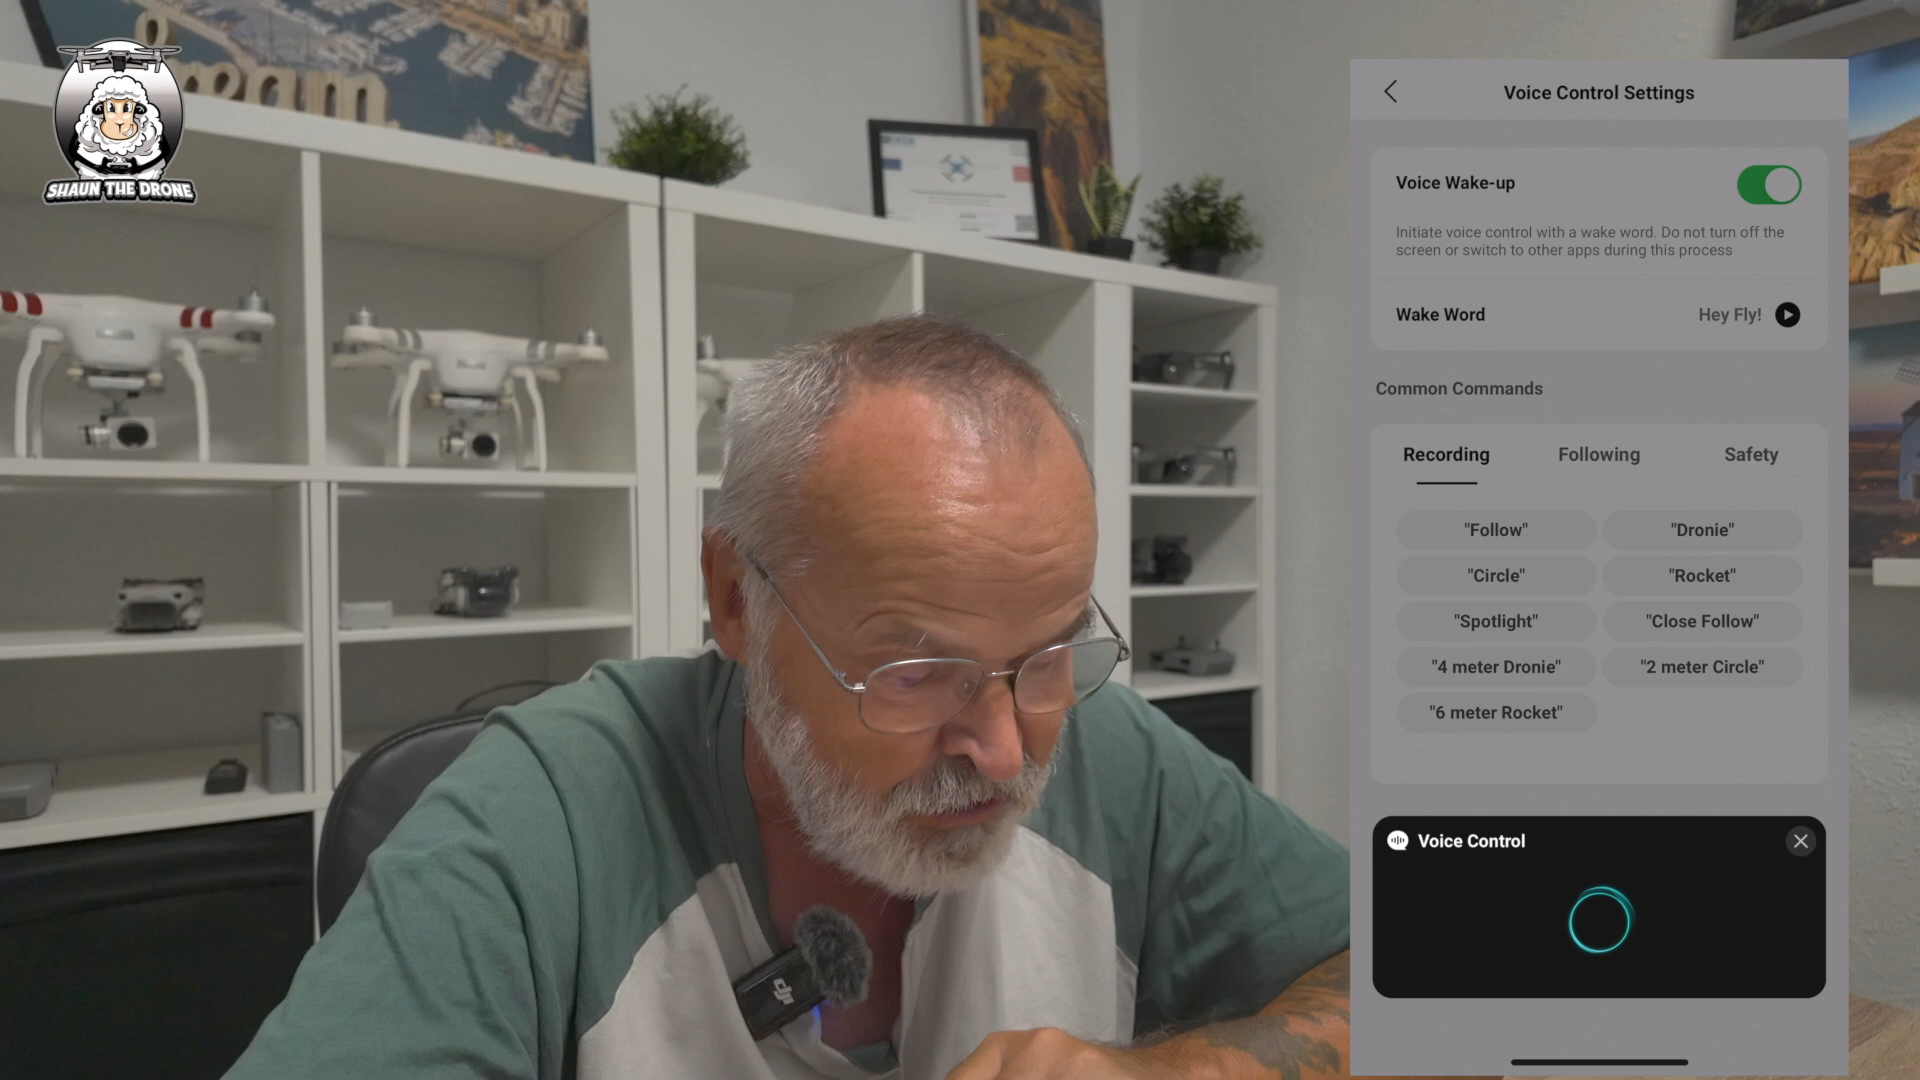 eam
SHAUN THE DRONE
dji
Voice Control Settings
Voice Wake-up
Initiate voice control with a wake word. Do not turn off the
screen or switch to other apps during this process
Wake Word Hey Fly!
Common Commands
Recording Following Safety
"Follow" "Dronie"
"Circle" "Rocket"
"Spotlight" "Close Follow"
"4 meter Dronie" "2 meter Circle"
"6 meter Rocket"
Voice Control